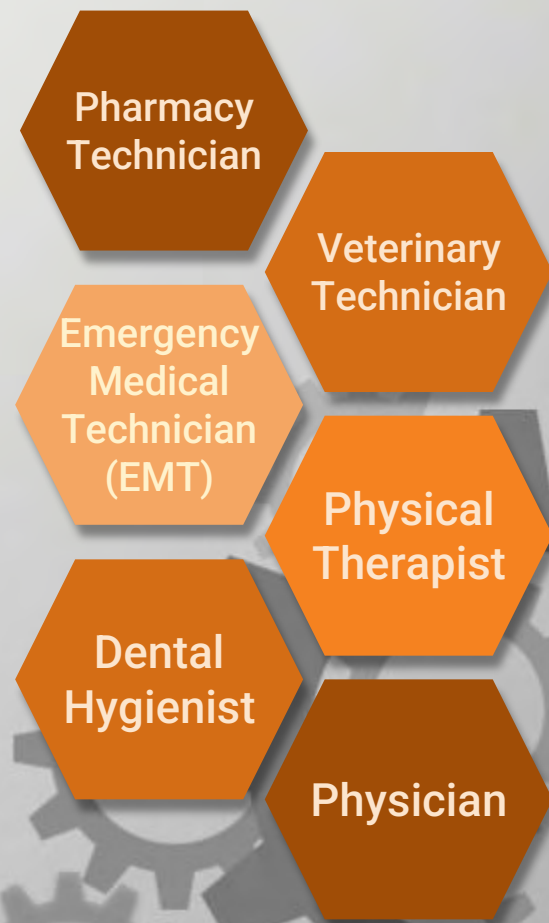 Pharmacy
Technician
Veterinary
Technician
Emergency
Medical
Technician
(EMT)
Physical
Therapist
Dental
Hygienist
Physician